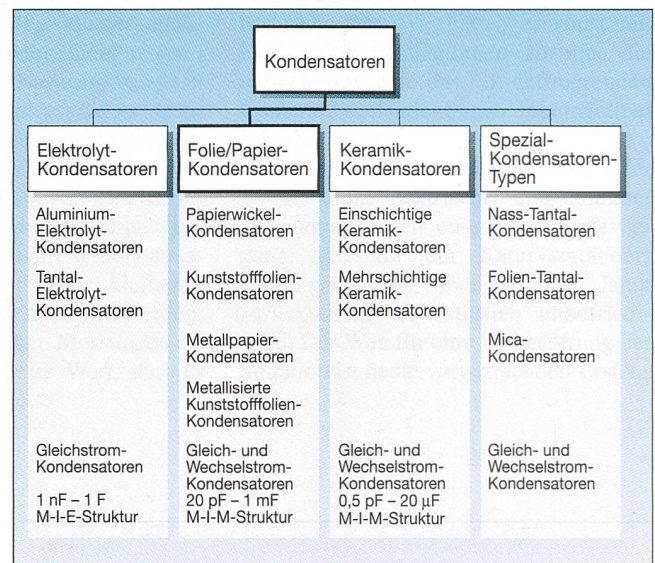 Kondensatoren
Elektrolyt-
Kondensatoren
Aluminium-
Elektrolyt-
Kondensatoren
Tantal-
Elektrolyt-
Kondensatoren
Gleichstrom-
Kondensatoren
1 nF – 1 F
M-I-E-Struktur
Folie/Papier-
Kondensatoren
Papierwickel-
Kondensatoren
Kunststofffolien-
Kondensatoren
Metallpapier-
Kondensatoren
Metallisierte
Kunststofffolien-
Kondensatoren
Gleich- und
Wechselstrom-
Kondensatoren
20 pF – 1 mF
M-I-M-Struktur
Keramik-
Kondensatoren
Einschichtige
Keramik-
Kondensatoren
Mehrschichtige
Keramik-
Kondensatoren
Gleich- und
Wechselstrom-
Kondensatoren
0,5 pF – 20 µF
M-I-M-Struktur
Spezial-
Kondensatoren-
Typen
Nass-Tantal-
Kondensatoren
Folien-Tantal-
Kondensatoren
Mica-
Kondensatoren
Gleich- und
Wechselstrom-
Kondensatoren